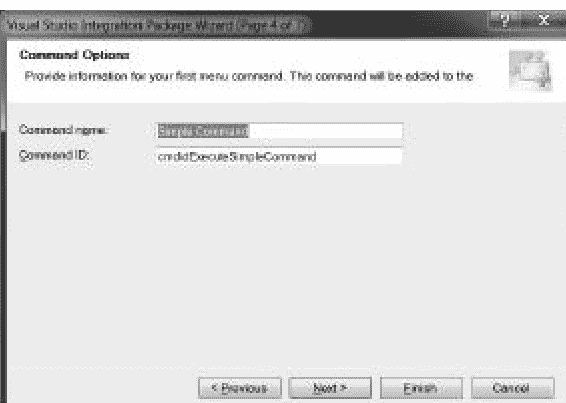 Visual Studio Integration Package Wizard (Page 4 of
Command Options
Provide information for your first menu command. This command will be added to the
Command name:
Simple Command
Command ID:
cmdidExecuteSimpleCommand
< Previous
Next >
Finish
Cancel